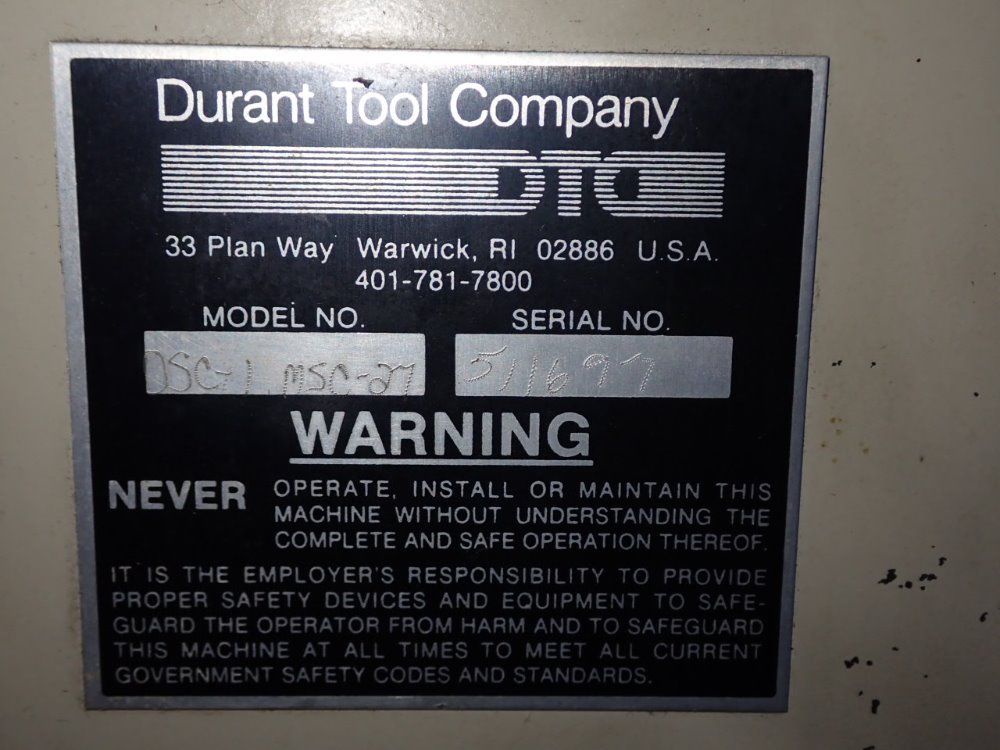 Durant Tool Company
DTC
33 Plan Way Warwick, RI 02886 U.S.A.
401-781-7800
MODEL NO. SERIAL NO.
DSC-1 MSC-27 511697
WARNING
NEVER OPERATE, INSTALL OR MAINTAIN THIS
MACHINE WITHOUT UNDERSTANDING THE
COMPLETE AND SAFE OPERATION THEREOF.
IT IS THE EMPLOYER'S RESPONSIBILITY TO PROVIDE
PROPER SAFETY DEVICES AND EQUIPMENT TO SAFE-
GUARD THE OPERATOR FROM HARM AND TO SAFEGUARD
THIS MACHINE AT ALL TIMES TO MEET ALL CURRENT
GOVERNMENT SAFETY CODES AND STANDARDS.